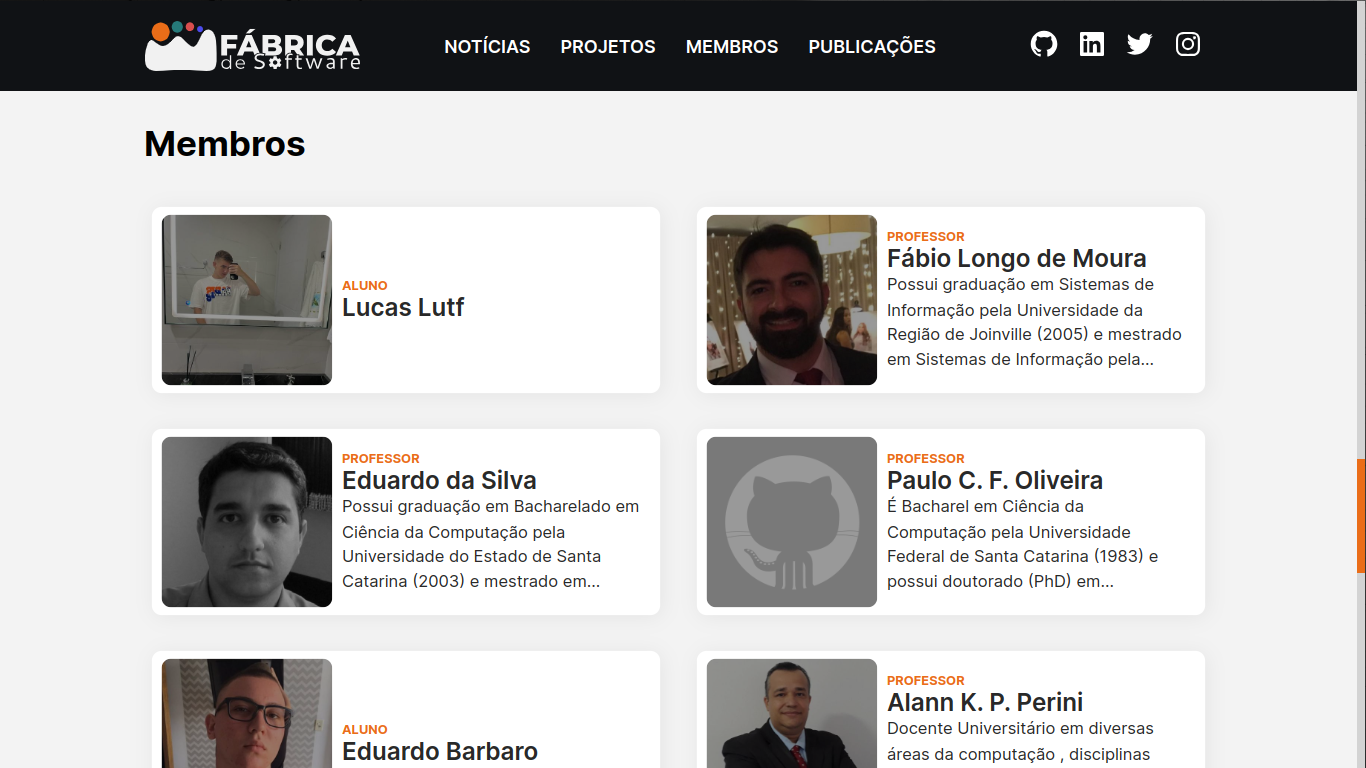 FÁBRICA
de Software
NOTÍCIAS PROJETOS MEMBROS PUBLICAÇÕES
Membros
ALUNO
Lucas Lutf
PROFESSOR
Fábio Longo de Moura
Possui graduação em Sistemas de
Informação pela Universidade da
Região de Joinville (2005) e mestrado
em Sistemas de Informação pela...
PROFESSOR
Eduardo da Silva
Possui graduação em Bacharelado em
Ciência da Computação pela
Universidade do Estado de Santa
Catarina (2003) e mestrado em...
PROFESSOR
Paulo C. F. Oliveira
É Bacharel em Ciência da
Computação pela Universidade
Federal de Santa Catarina (1983) e
possui doutorado (PhD) em...
ALUNO
Eduardo Barbaro
PROFESSOR
Alann K. P. Perini
Docente Universitário em diversas
áreas da computação , disciplinas